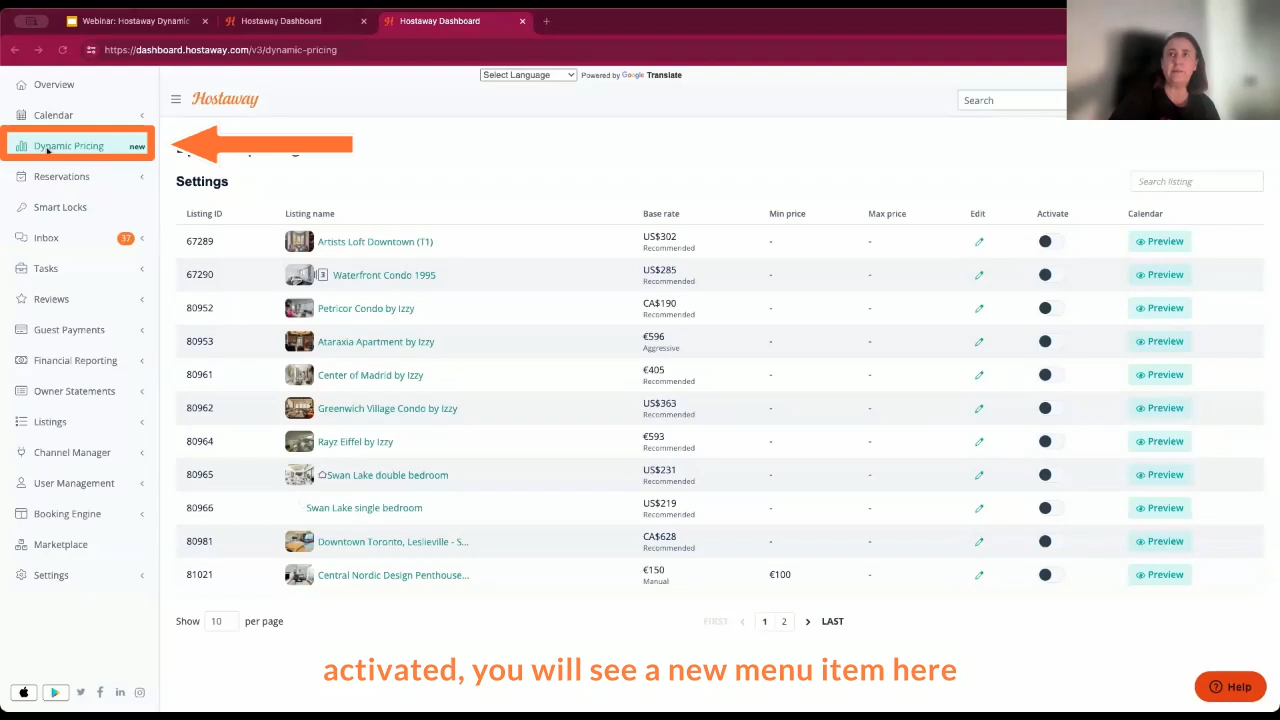 Webinar: Hostaway Dynamic
Hostaway Dashboard
Hostaway Dashboard
https://dashboard.hostaway.com/v3/dynamic-pricing
Select Language
Powered by Google Translate
Overview
Calendar
Dynamic Pricing new
Reservations
Smart Locks
Inbox 37
Tasks
Reviews
Guest Payments
Financial Reporting
Owner Statements
Listings
Channel Manager
User Management
Booking Engine
Marketplace
Settings
Hostaway
Search
Settings
Search listing
Listing ID Listing name Base rate Min price Max price Edit Activate Calendar
67289 Artists Loft Downtown (T1) US$302 - - Preview
Recommended
67290 3 Waterfront Condo 1995 US$285 - - Preview
Recommended
80952 Petricor Condo by Izzy CA$190 - - Preview
Recommended
80953 Ataraxia Apartment by Izzy €596 - - Preview
Aggressive
80961 Center of Madrid by Izzy €405 - - Preview
Recommended
80962 Greenwich Village Condo by Izzy US$363 - - Preview
Recommended
80964 Rayz Eiffel by Izzy €593 - - Preview
Recommended
80965 Swan Lake double bedroom US$231 - - Preview
Recommended
80966 Swan Lake single bedroom US$219 - - Preview
Recommended
80981 Downtown Toronto, Leslieville - S... CA$628 - - Preview
Recommended
81021 Central Nordic Design Penthouse... €150 €100 - Preview
Manual
Show 10 per page
FIRST 1 2 LAST
activated, you will see a new menu item here
Help